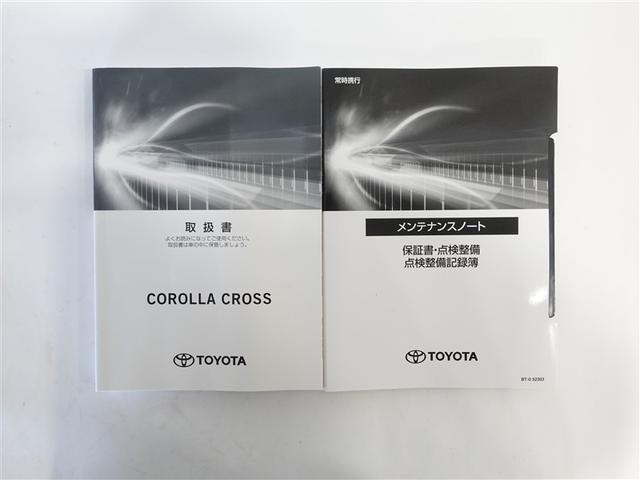 取扱書
よくお読みになってご使用ください。
取扱書は車の中に保管しましょう。
COROLLA CROSS
TOYOTA
常時携行
メンテナンスノート
保証書・点検整備
点検整備記録簿
TOYOTA
BT-0 52303